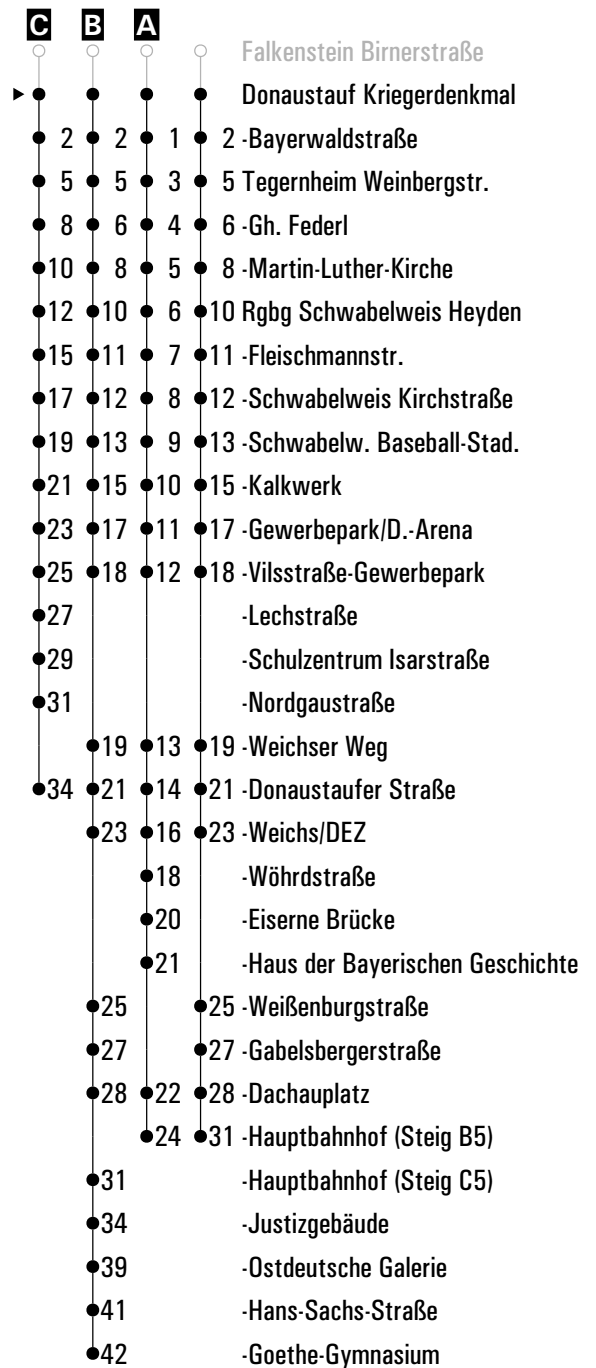 C B A
Falkenstein Birnerstraße
Donaustauf Kriegerdenkmal
2 2 1 2 -Bayerwaldstraße
5 5 3 5 Tegernheim Weinbergstr.
8 6 4 6 -Gh. Federl
10 8 5 8 -Martin-Luther-Kirche
12 10 6 10 Rgbg Schwabelweis Heyden
15 11 7 11 -Fleischmannstr.
17 12 8 12 -Schwabelweis Kirchstraße
19 13 9 13 -Schwabelw. Baseball-Stad.
21 15 10 15 -Kalkwerk
23 17 11 17 -Gewerbepark/D.-Arena
25 18 12 18 -Vilsstraße-Gewerbepark
27 -Lechstraße
29 -Schulzentrum Isarstraße
31 -Nordgaustraße
19 13 19 -Weichser Weg
34 21 14 21 -Donaustaufer Straße
23 16 23 -Weichs/DEZ
18 -Wöhrdstraße
20 -Eiserne Brücke
21 -Haus der Bayerischen Geschichte
25 25 -Weißenburgstraße
27 27 -Gabelsbergerstraße
28 22 28 -Dachauplatz
24 31 -Hauptbahnhof (Steig B5)
31 -Hauptbahnhof (Steig C5)
34 -Justizgebäude
39 -Ostdeutsche Galerie
41 -Hans-Sachs-Straße
42 -Goethe-Gymnasium